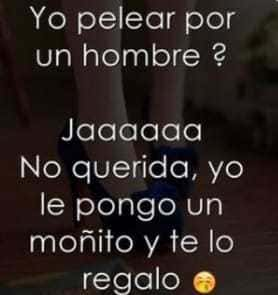 Yo pelear por
un hombre ?
Jaaaaaa
No querida, yo
le pongo un
moñito y te lo
regalo 😚